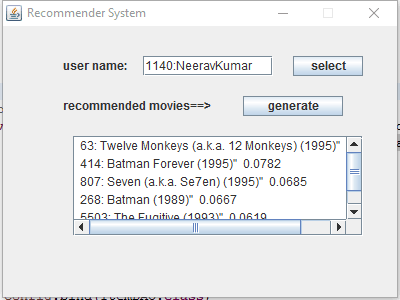 Recommender System
user name: 1140:NeeravKumar select
recommended movies==> generate
63: Twelve Monkeys (a.k.a. 12 Monkeys) (1995)"
414: Batman Forever (1995)" 0.0782
807: Seven (a.k.a. Se7en) (1995)" 0.0685
268: Batman (1989)" 0.0667
5503: The Fugitive (1993)" 0.0619